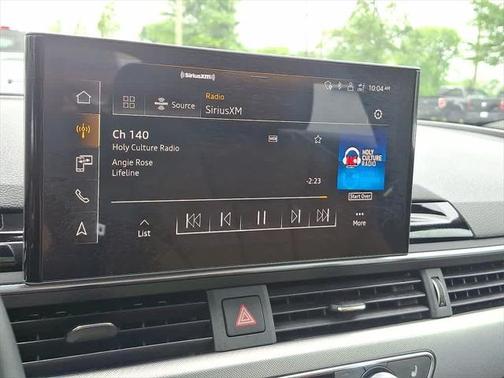 ((SiriusXM))
10:04 AM
Radio
Source
SiriusXM
Ch 140
Holy Culture Radio
Angie Rose
Lifeline
HOLY
CULTURE
RADIO
-2:23
Start Over
List
More